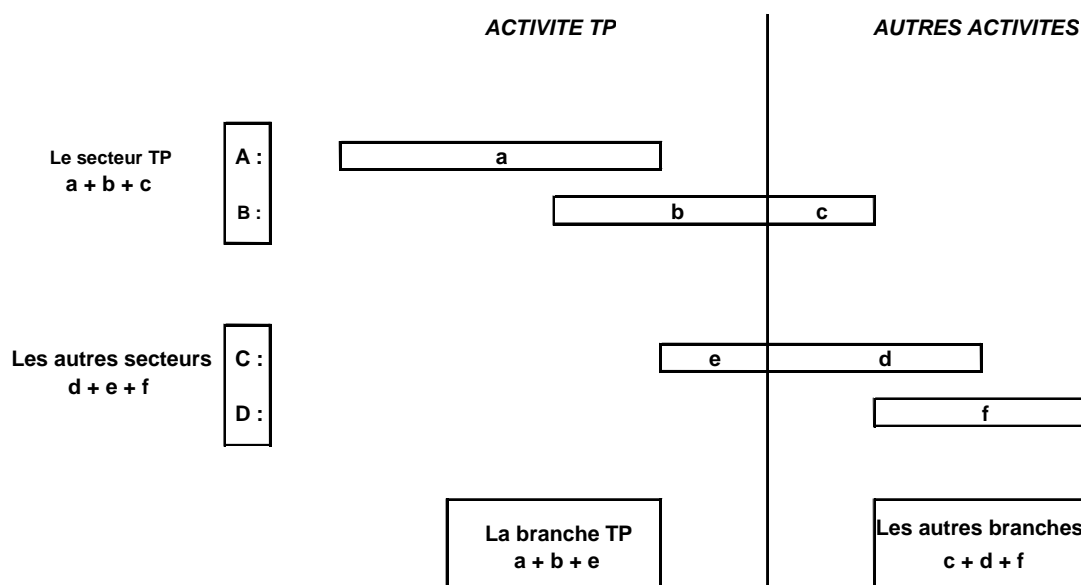 ACTIVITE TP
AUTRES ACTIVITES
Le secteur TP
a + b + c
A :
a
B :
b
c
Les autres secteurs
d + e + f
C :
e
d
D :
f
La branche TP
a + b + e
Les autres branches
c + d + f